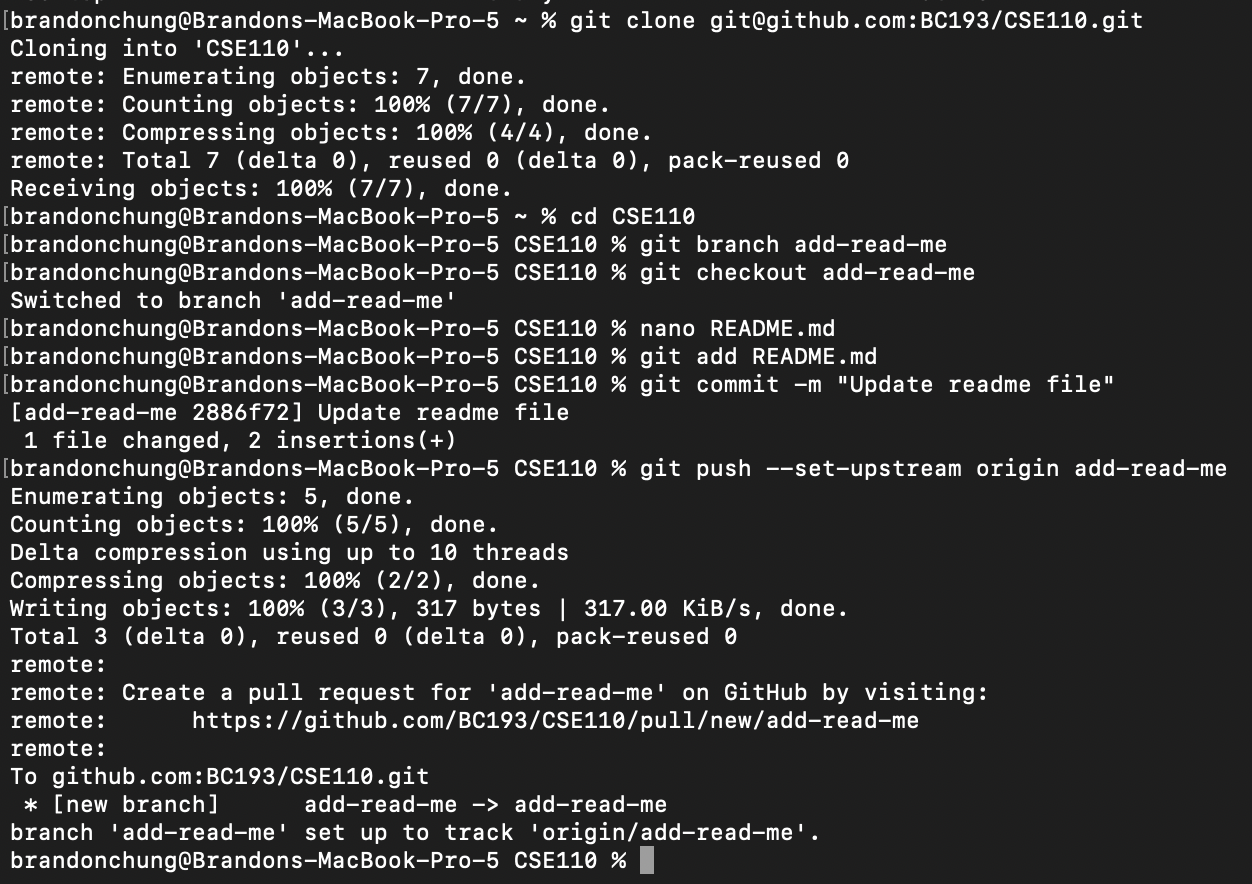 [brandonchung@Brandons-MacBook-Pro-5 ~ % git clone git@github.com:BC193/CSE110.git
Cloning into 'CSE110'...
remote: Enumerating objects: 7, done.
remote: Counting objects: 100% (7/7), done.
remote: Compressing objects: 100% (4/4), done.
remote: Total 7 (delta 0), reused 0 (delta 0), pack-reused 0
Receiving objects: 100% (7/7), done.
[brandonchung@Brandons-MacBook-Pro-5 ~ % cd CSE110
[brandonchung@Brandons-MacBook-Pro-5 CSE110 % git branch add-read-me
[brandonchung@Brandons-MacBook-Pro-5 CSE110 % git checkout add-read-me
Switched to branch 'add-read-me'
[brandonchung@Brandons-MacBook-Pro-5 CSE110 % nano README.md
[brandonchung@Brandons-MacBook-Pro-5 CSE110 % git add README.md
[brandonchung@Brandons-MacBook-Pro-5 CSE110 % git commit -m "Update readme file"
[add-read-me 2886f72] Update readme file
 1 file changed, 2 insertions(+)
[brandonchung@Brandons-MacBook-Pro-5 CSE110 % git push --set-upstream origin add-read-me
Enumerating objects: 5, done.
Counting objects: 100% (5/5), done.
Delta compression using up to 10 threads
Compressing objects: 100% (2/2), done.
Writing objects: 100% (3/3), 317 bytes | 317.00 KiB/s, done.
Total 3 (delta 0), reused 0 (delta 0), pack-reused 0
remote:
remote: Create a pull request for 'add-read-me' on GitHub by visiting:
remote:      https://github.com/BC193/CSE110/pull/new/add-read-me
remote:
To github.com:BC193/CSE110.git
 * [new branch]      add-read-me -> add-read-me
branch 'add-read-me' set up to track 'origin/add-read-me'.
brandonchung@Brandons-MacBook-Pro-5 CSE110 %